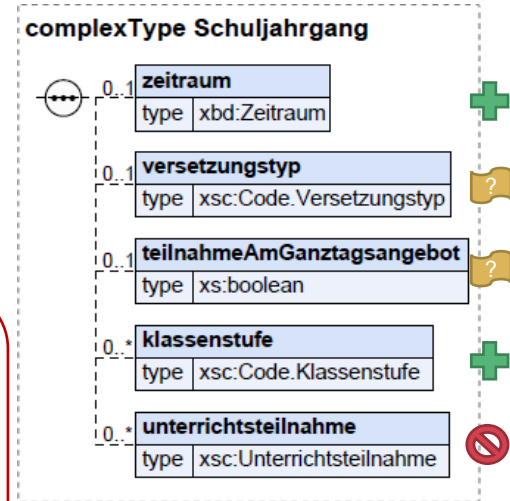 complexType Schuljahrgang
0..1 zeitraum
type xbd:Zeitraum
0..1 versetzungstyp
type xsc:Code.Versetzungstyp
?
0..1 teilnahmeAmGanztagsangebot
type xs:boolean
?
0..* klassenstufe
type xsc:Code.Klassenstufe
0..* unterrichtsteilnahme
type xsc:Unterrichtsteilnahme